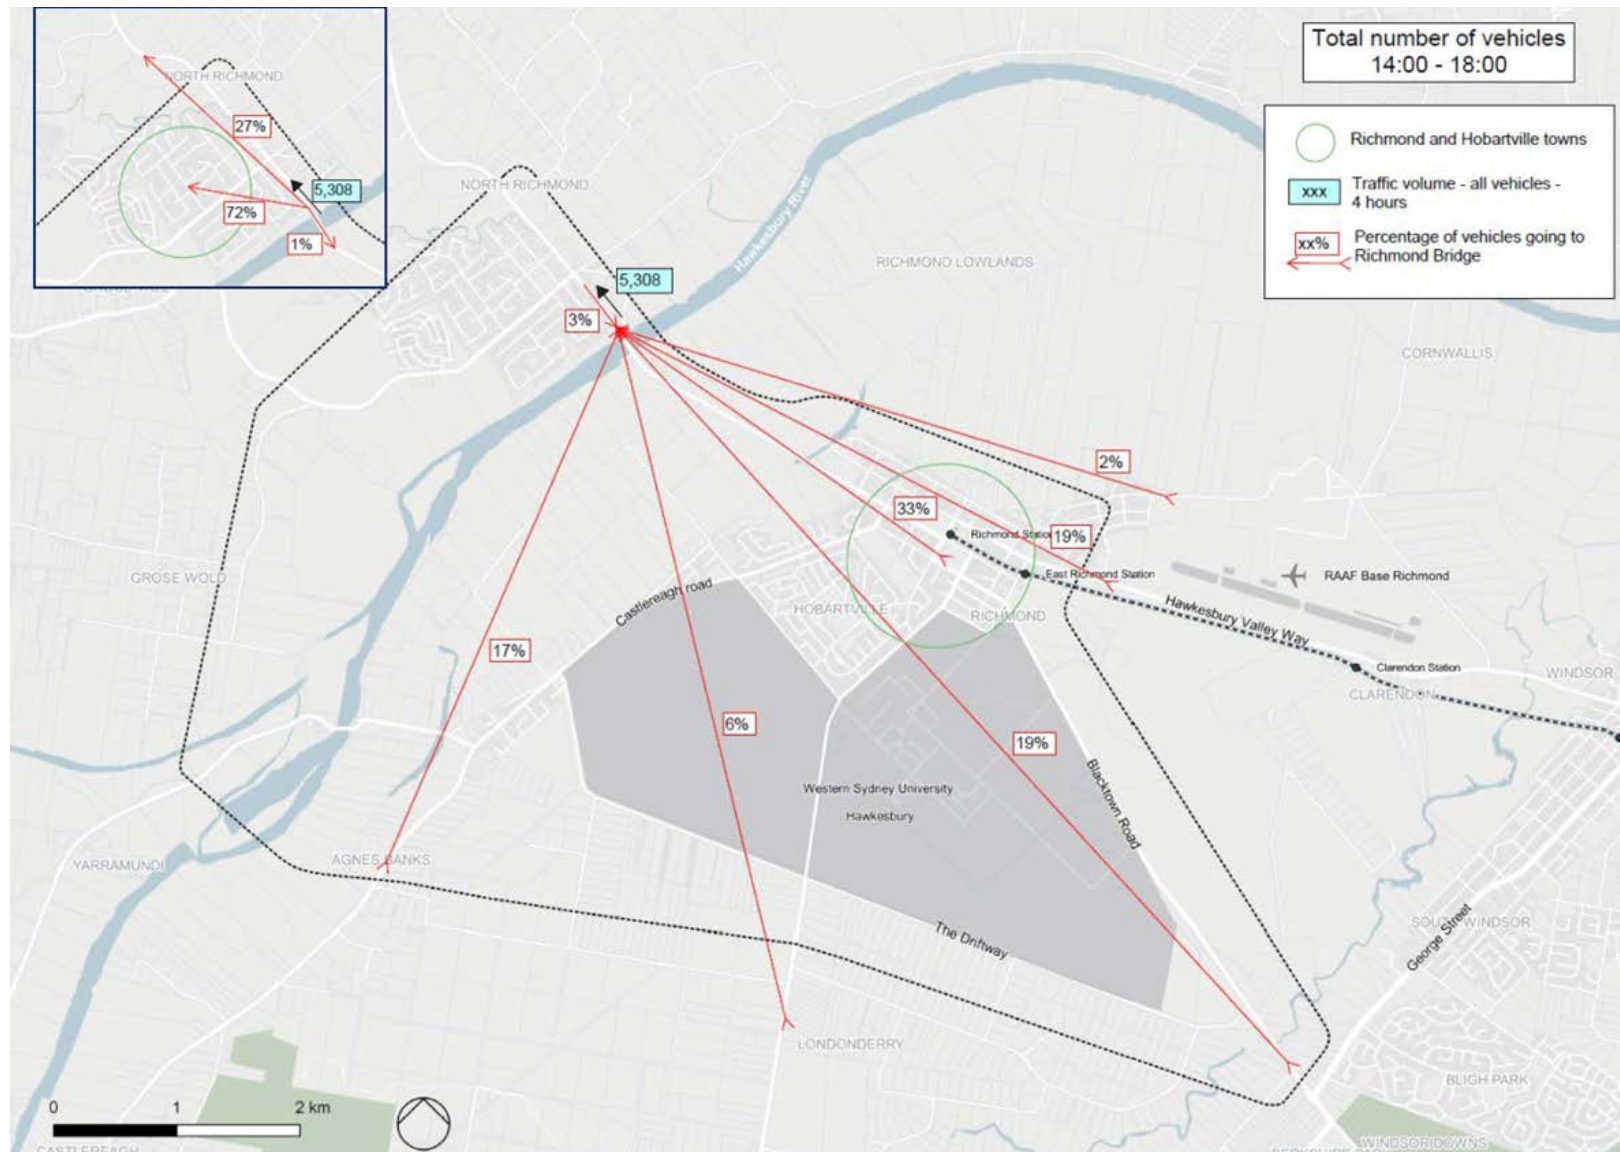 NORTH RICHMOND
27%
5,308
72%
1%
Total number of vehicles
14:00 - 18:00
Richmond and Hobartville towns
xxx
Traffic volume - all vehicles -
4 hours
xx%
Percentage of vehicles going to
Richmond Bridge
NORTH RICHMOND
Hawkesbury River
RICHMOND LOWLANDS
5,308
3%
CORNWALLIS
2%
33%
Richmond Station
19%
East Richmond Station
RAAF Base Richmond
GROSE WOLD
Castlereagh road
HOBARTVILLE
RICHMOND
Hawkesbury Valley Way
17%
Clarendon Station
WINDSOR
CLARENDON
6%
19%
Western Sydney University
Hawkesbury
Blacktown Road
YARRAMUNDI
AGNES BANKS
The Driftway
SOUTH WINDSOR
George Street
LONDONDERRY
BLIGH PARK
0 1 2 km
CASTLEREAGH
WINDSOR DOWNS